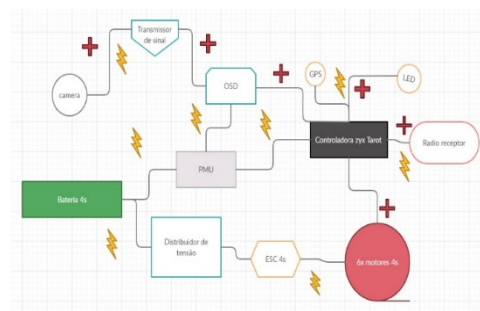 Transmissor
de sinal
camera
OSD
GPS
LED
Controladora zyx Tarot
Radio receptor
PMU
Bateria 4s
Distribuidor de
tensão
ESC 4s
6x motores 4s